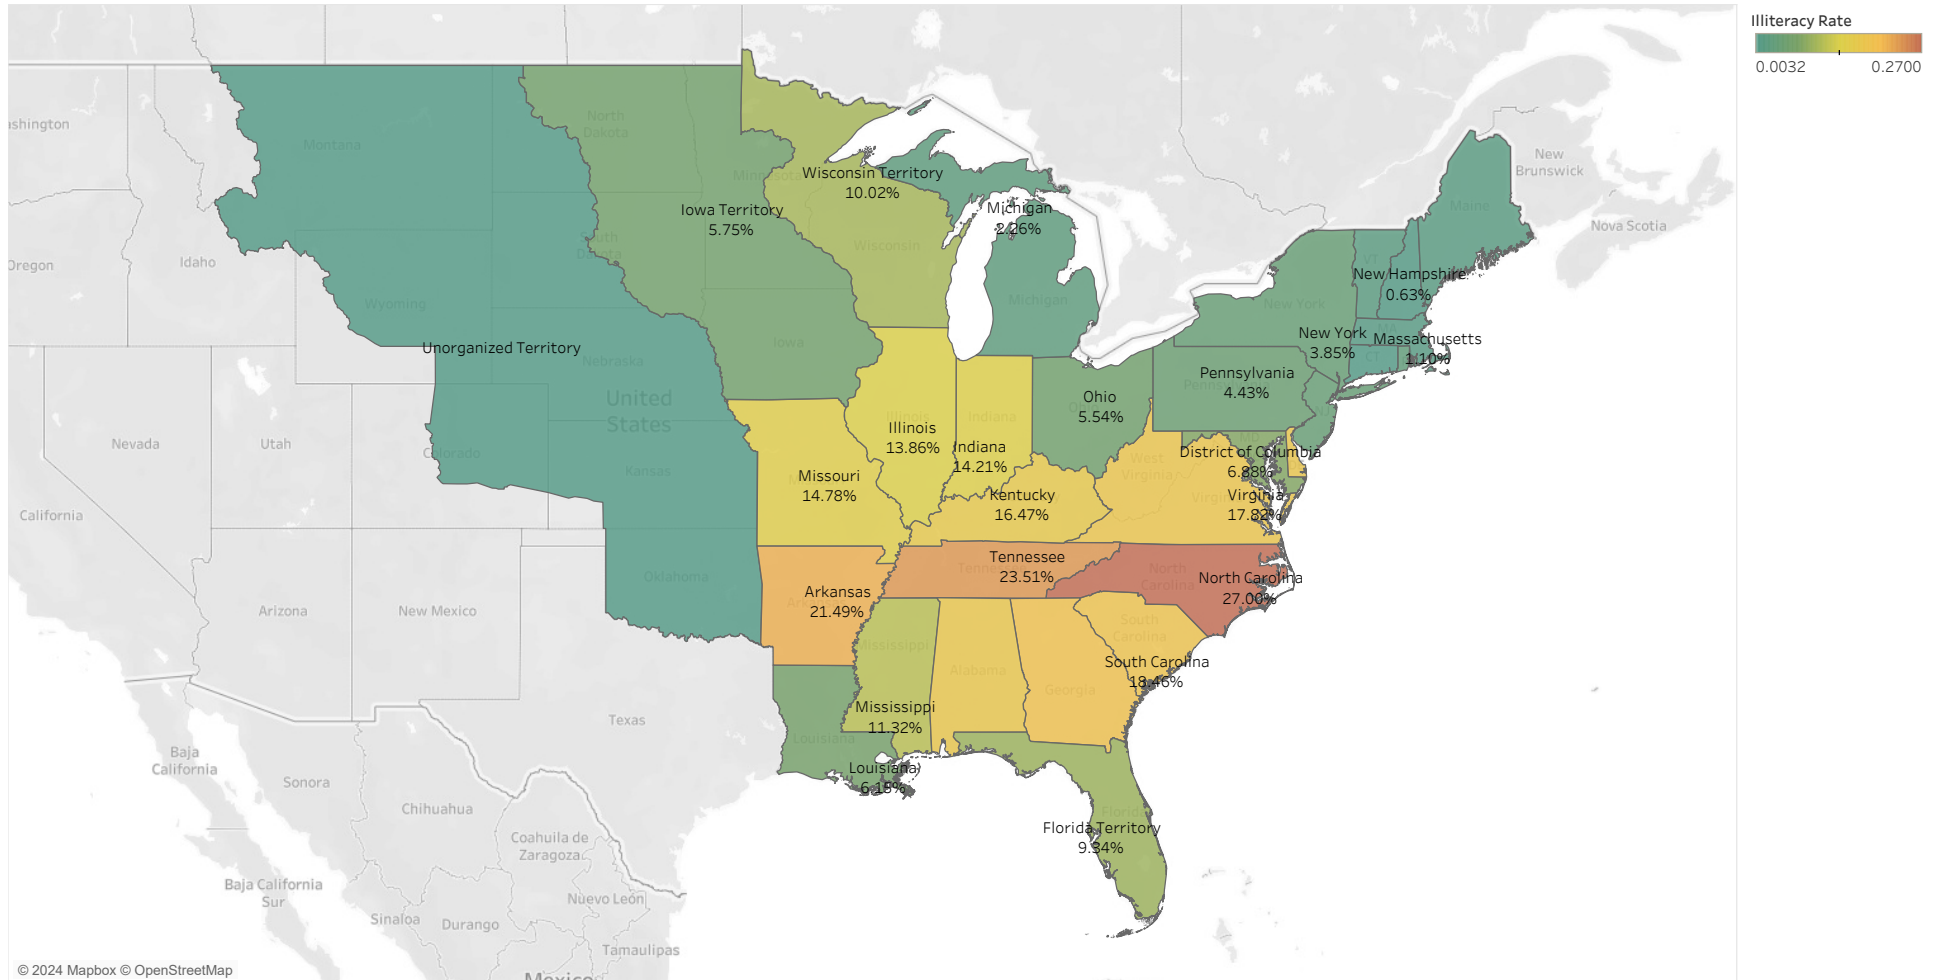 Illiteracy Rate
0.0032
0.2700
New
Brunswick
Nova Scotia
Maine
Montana
North
Dakota
Wisconsin Territory
10.02%
Wisconsin
Iowa Territory
5.75%
Michigan
2.26%
Michigan
Oregon
Idaho
Wyoming
South
Dakota
VT
New Hampshire
0.63%
New York
New York
3.85%
MA
Massachusetts
1.10%
CT
Unorganized Territory
Nebraska
Iowa
United
States
Pennsylvania
4.43%
Ohio
5.54%
NJ
Nevada
Utah
Colorado
Kansas
Illinois
Illinois
13.86%
Indiana
Indiana
14.21%
MD
District of Columbia
6.88%
West
Virginia
Virginia
17.82%
Missouri
14.78%
Kentucky
16.47%
California
Arizona
New Mexico
Oklahoma
Tennessee
23.51%
North
Carolina
North Carolina
27.00%
Arkansas
21.49%
Mississippi
Alabama
Georgia
South
Carolina
South Carolina
18.46%
Mississippi
11.32%
Texas
Louisiana
Louisiana
Florida
Florida Territory
9.34%
Baja
California
Sonora
Chihuahua
Coahuila de
Zaragoza
Baja California
Sur
Sinaloa
Durango
Nuevo León
Tamaulipas
© 2024 Mapbox © OpenStreetMap